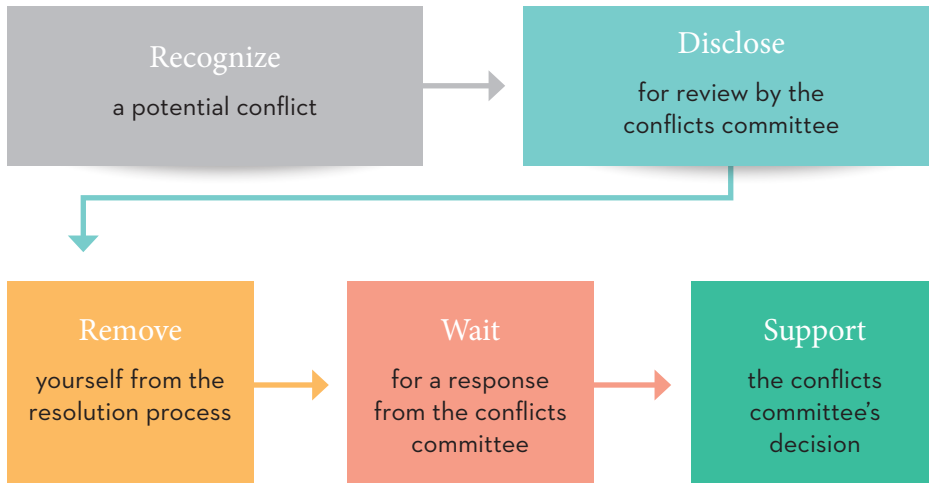 Recognize
a potential conflict
Disclose
for review by the
conflicts committee
Remove
yourself from the
resolution process
Wait
for a response
from the conflicts
committee
Support
the conflicts
committee's
decision